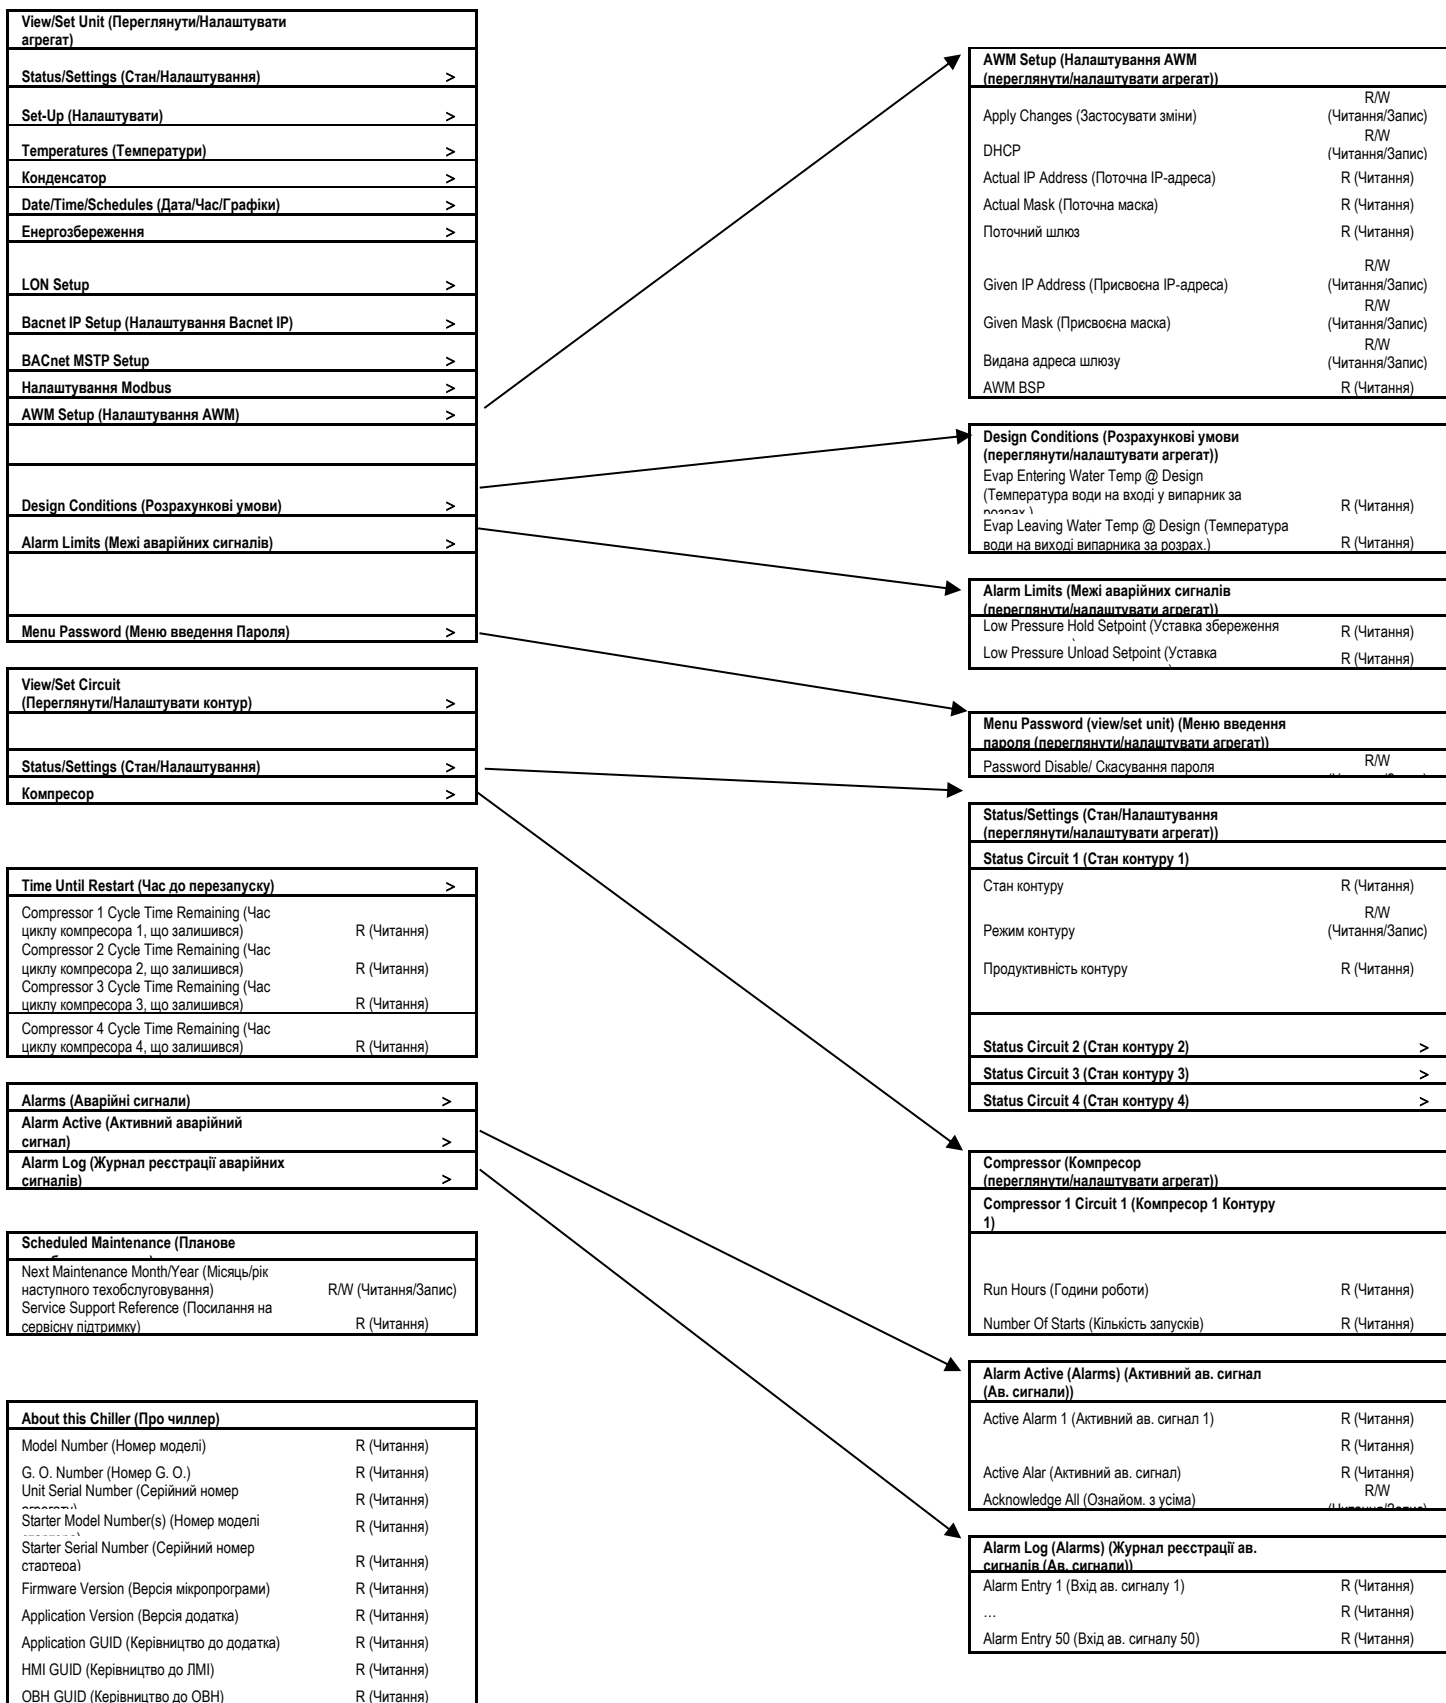 View/Set Unit (Переглянути/Налаштувати
агрегат)
Status/Settings (Стан/Налаштування) >
Set-Up (Налаштувати) >
Temperatures (Температури) >
Конденсатор >
Date/Time/Schedules (Дата/Час/Графіки) >
Енергозбереження >
LON Setup >
Bacnet IP Setup (Налаштування Bacnet IP) >
BACnet MSTP Setup >
Налаштування Modbus >
AWM Setup (Налаштування AWM) >
Design Conditions (Розрахункові умови) >
Alarm Limits (Межі аварійних сигналів) >
Menu Password (Меню введення Пароля) >
View/Set Circuit
(Переглянути/Налаштувати контур) >
Status/Settings (Стан/Налаштування) >
Компресор >
Time Until Restart (Час до перезапуску) >
Compressor 1 Cycle Time Remaining (Час
циклу компресора 1, що залишився) R (Читання)
Compressor 2 Cycle Time Remaining (Час
циклу компресора 2, що залишився) R (Читання)
Compressor 3 Cycle Time Remaining (Час
циклу компресора 3, що залишився) R (Читання)
Compressor 4 Cycle Time Remaining (Час
циклу компресора 4, що залишився) R (Читання)
Alarms (Аварійні сигнали) >
Alarm Active (Активний аварійний
сигнал) >
Alarm Log (Журнал реєстрації аварійних
сигналів) >
Scheduled Maintenance (Планове
Next Maintenance Month/Year (Місяць/рік
наступного техобслуговування) R/W (Читання/Запис)
Service Support Reference (Посилання на
сервісну підтримку) R (Читання)
About this Chiller (Про чиллер)
Model Number (Номер моделі) R (Читання)
G. O. Number (Номер G. O.) R (Читання)
Unit Serial Number (Серійний номер
R (Читання)
Starter Model Number(s) (Номер моделі
R (Читання)
Starter Serial Number (Серійний номер
стартера) R (Читання)
Firmware Version (Версія мікропрограми) R (Читання)
Application Version (Версія додатка) R (Читання)
Application GUID (Керівництво до додатка) R (Читання)
HMI GUID (Керівництво до ЛМІ) R (Читання)
OBH GUID (Керівництво до OBH) R (Читання)
AWM Setup (Налаштування AWM
(переглянути/налаштувати агрегат))
R/W
Apply Changes (Застосувати зміни) (Читання/Запис)
R/W
DHCP (Читання/Запис)
Actual IP Address (Поточна IP-адреса) R (Читання)
Actual Mask (Поточна маска) R (Читання)
Поточний шлюз R (Читання)
R/W
Given IP Address (Присвоєна IP-адреса) (Читання/Запис)
R/W
Given Mask (Присвоєна маска) (Читання/Запис)
R/W
Видана адреса шлюзу (Читання/Запис)
AWM BSP R (Читання)
Design Conditions (Розрахункові умови
(переглянути/налаштувати агрегат))
Evap Entering Water Temp @ Design
(Температура води на вході у випарник за
розрах.) R (Читання)
Evap Leaving Water Temp @ Design (Температура
води на виході випарника за розрах.) R (Читання)
Alarm Limits (Межі аварійних сигналів
(переглянути/налаштувати агрегат))
Low Pressure Hold Setpoint (Уставка збереження
R (Читання)
Low Pressure Unload Setpoint (Уставка
R (Читання)
Menu Password (view/set unit) (Меню введення
пароля (переглянути/налаштувати агрегат))
Password Disable/ Скасування пароля R/W
Status/Settings (Стан/Налаштування
(переглянути/налаштувати агрегат))
Status Circuit 1 (Стан контуру 1)
Стан контуру R (Читання)
R/W
Режим контуру (Читання/Запис)
Продуктивність контуру R (Читання)
Status Circuit 2 (Стан контуру 2) >
Status Circuit 3 (Стан контуру 3) >
Status Circuit 4 (Стан контуру 4) >
Compressor (Компресор
(переглянути/налаштувати агрегат))
Compressor 1 Circuit 1 (Компресор 1 Контуру
1)
Run Hours (Години роботи) R (Читання)
Number Of Starts (Кількість запусків) R (Читання)
Alarm Active (Alarms) (Активний ав. сигнал
(Ав. сигнали))
Active Alarm 1 (Активний ав. сигнал 1) R (Читання)
R (Читання)
Active Alar (Активний ав. сигнал) R (Читання)
R/W
Acknowledge All (Ознайом. з усіма)
Alarm Log (Alarms) (Журнал реєстрації ав.
сигналів (Ав. сигнали))
Alarm Entry 1 (Вхід ав. сигналу 1) R (Читання)
… R (Читання)
Alarm Entry 50 (Вхід ав. сигналу 50) R (Читання)